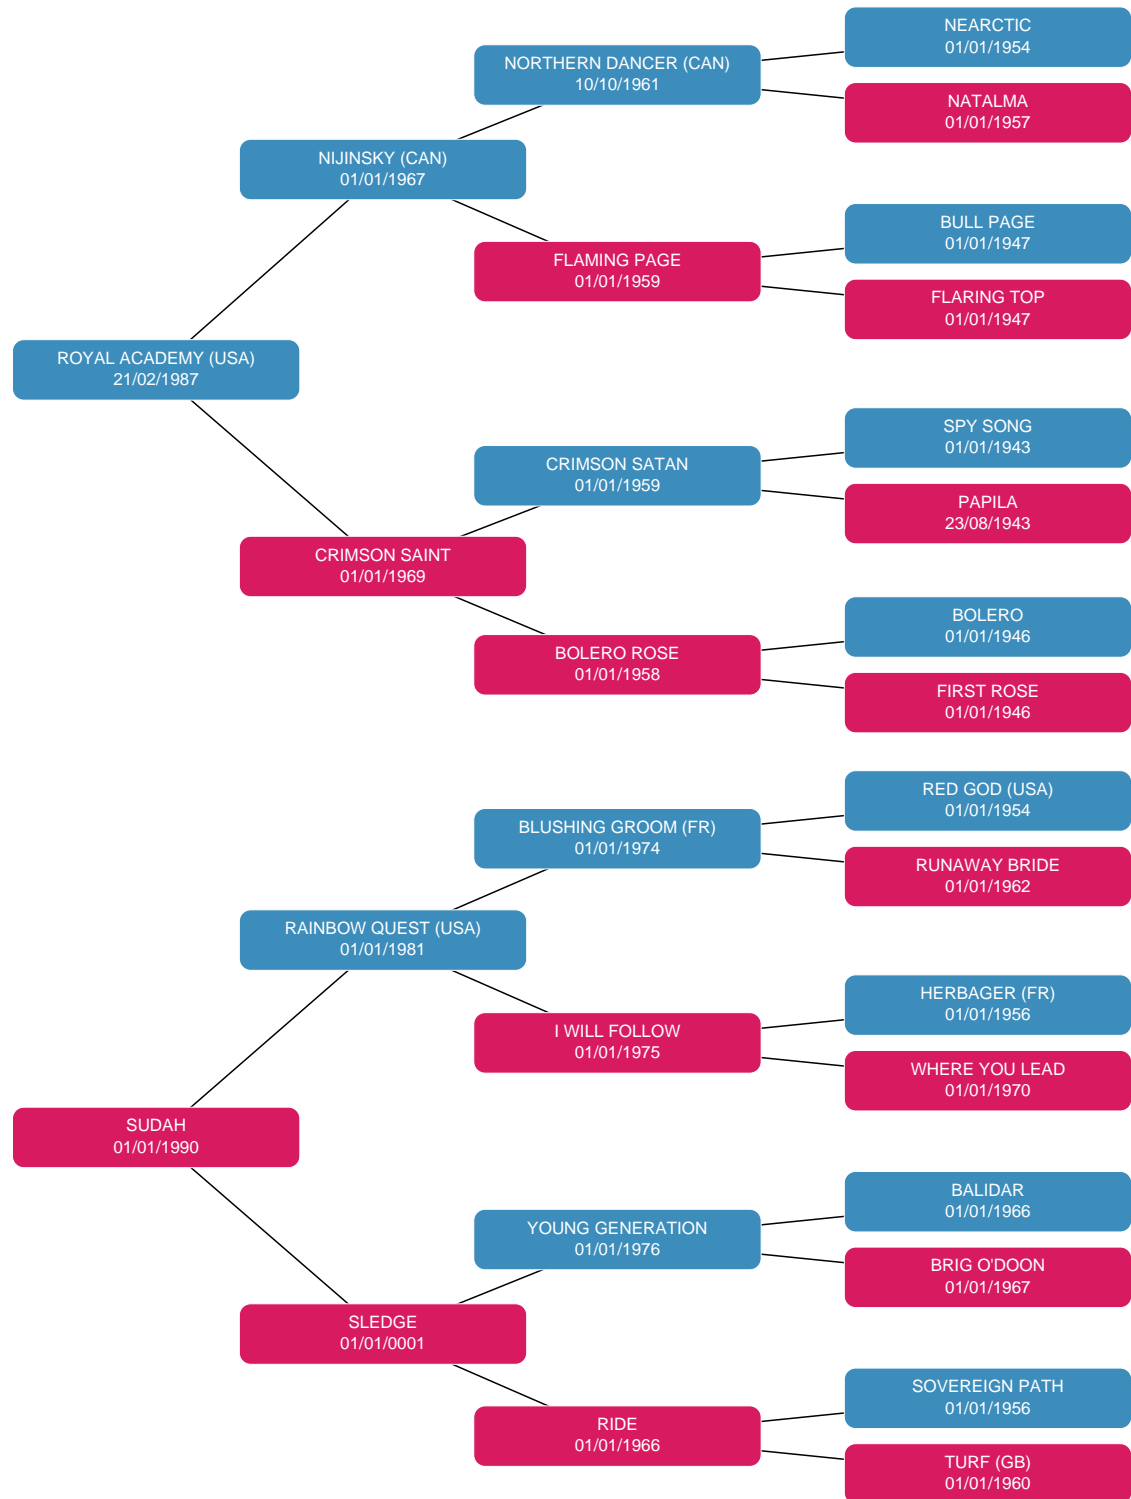 NEARCTIC
01/01/1954
NORTHERN DANCER (CAN)
10/10/1961
NATALMA
01/01/1957
NIJINSKY (CAN)
01/01/1967
BULL PAGE
01/01/1947
FLAMING PAGE
01/01/1959
FLARING TOP
01/01/1947
ROYAL ACADEMY (USA)
21/02/1987
SPY SONG
01/01/1943
CRIMSON SATAN
01/01/1959
PAPILA
23/08/1943
CRIMSON SAINT
01/01/1969
BOLERO
01/01/1946
BOLERO ROSE
01/01/1958
FIRST ROSE
01/01/1946
RED GOD (USA)
01/01/1954
BLUSHING GROOM (FR)
01/01/1974
RUNAWAY BRIDE
01/01/1962
RAINBOW QUEST (USA)
01/01/1981
HERBAGER (FR)
01/01/1956
I WILL FOLLOW
01/01/1975
WHERE YOU LEAD
01/01/1970
SUDAH
01/01/1990
BALIDAR
01/01/1966
YOUNG GENERATION
01/01/1976
BRIG O'DOON
01/01/1967
SLEDGE
01/01/0001
SOVEREIGN PATH
01/01/1956
RIDE
01/01/1966
TURF (GB)
01/01/1960